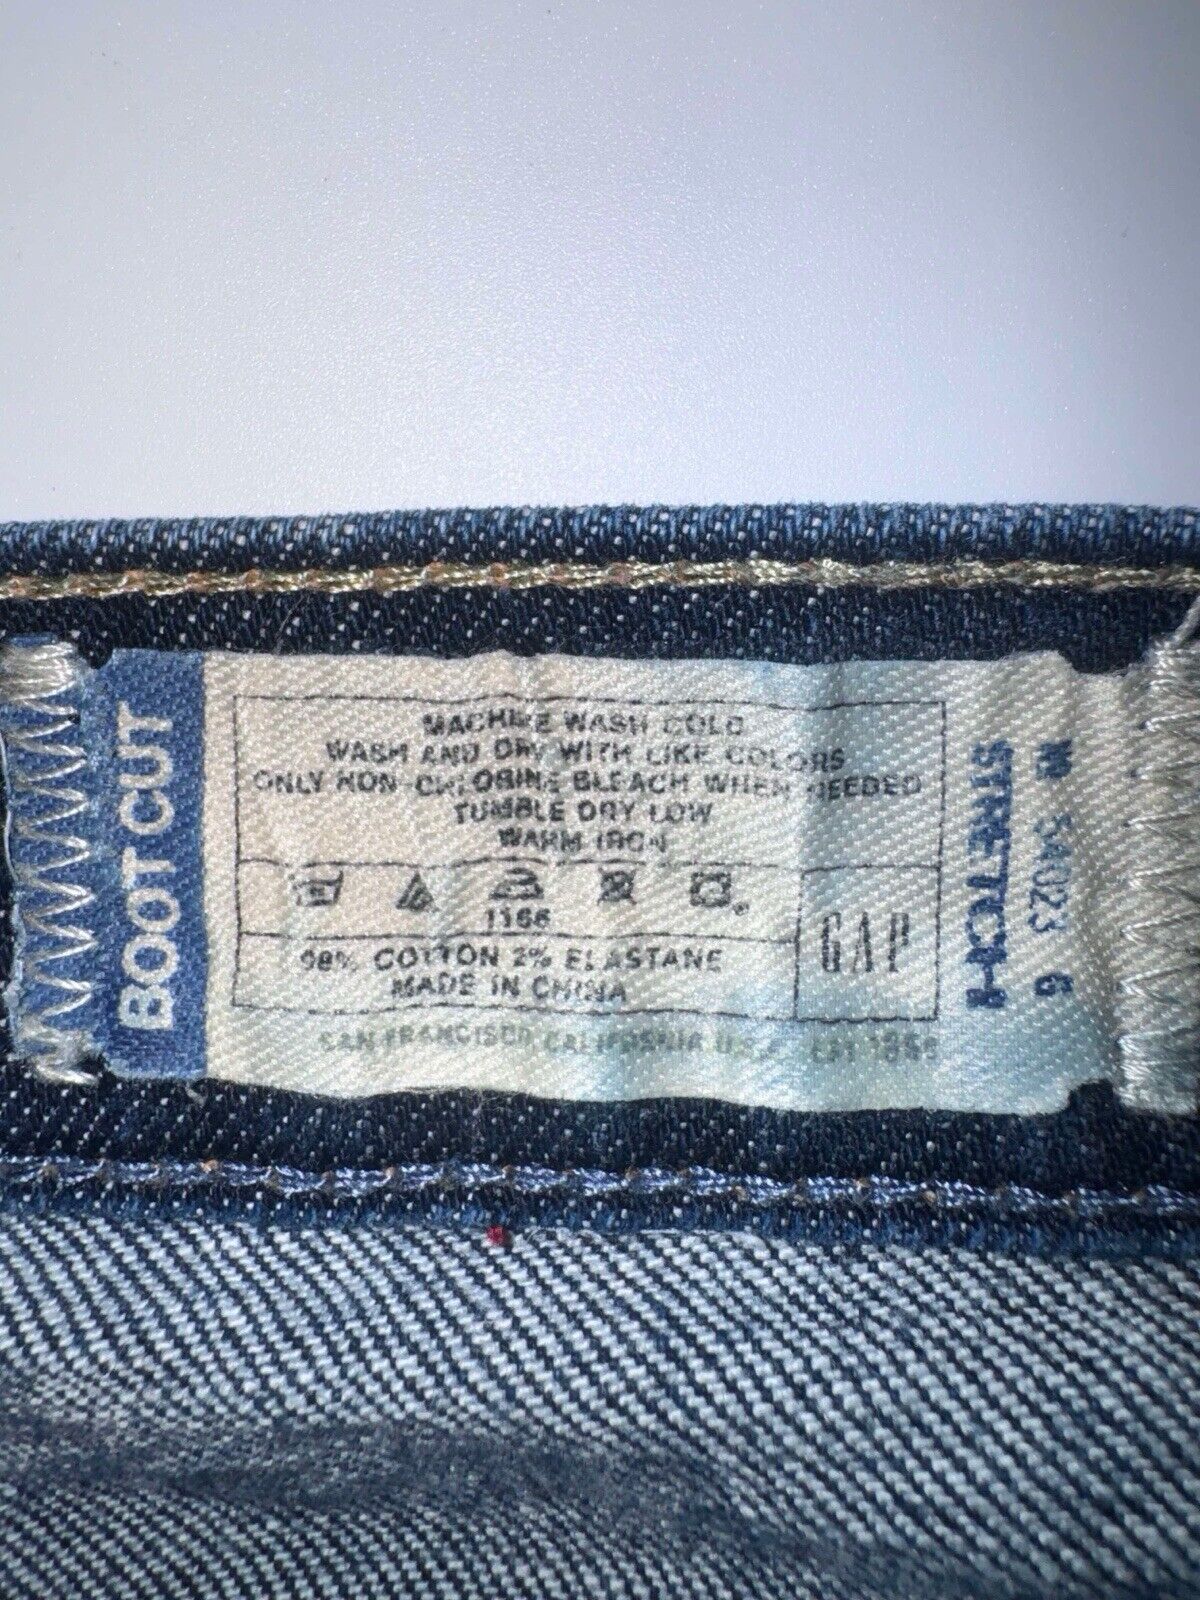 BOOT CUT
MACHINE WASH COLD
WASH AND DRY WITH LIKE COLORS
ONLY NON-CHLORINE BLEACH WHEN NEEDED
TUMBLE DRY LOW
WARM IRON
1166
98% COTTON 2% ELASTANE
MADE IN CHINA
GAP
SAN FRANCISCO, CALIFORNIA U.S.A. EST 1969
STRETCH
54023 G